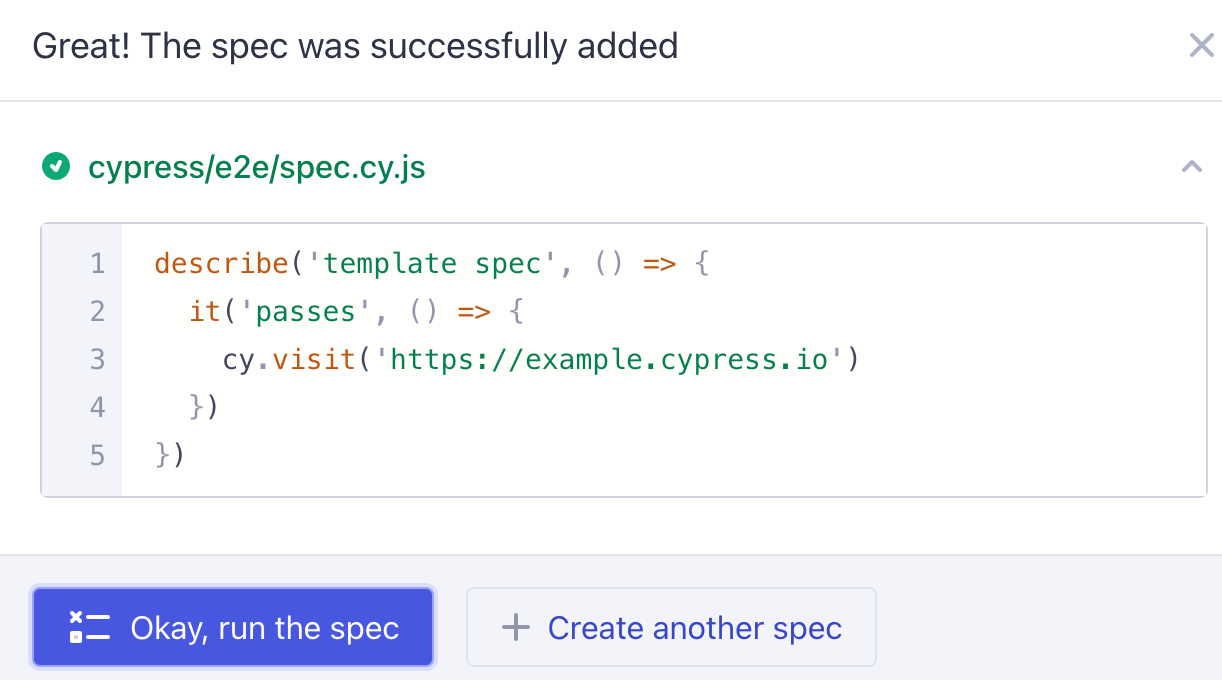 Great! The spec was successfully added
cypress/e2e/spec.cy.js
1 describe('template spec', () => {
2   it('passes', () => {
3     cy.visit('https://example.cypress.io')
4   })
5 })
Okay, run the spec
Create another spec